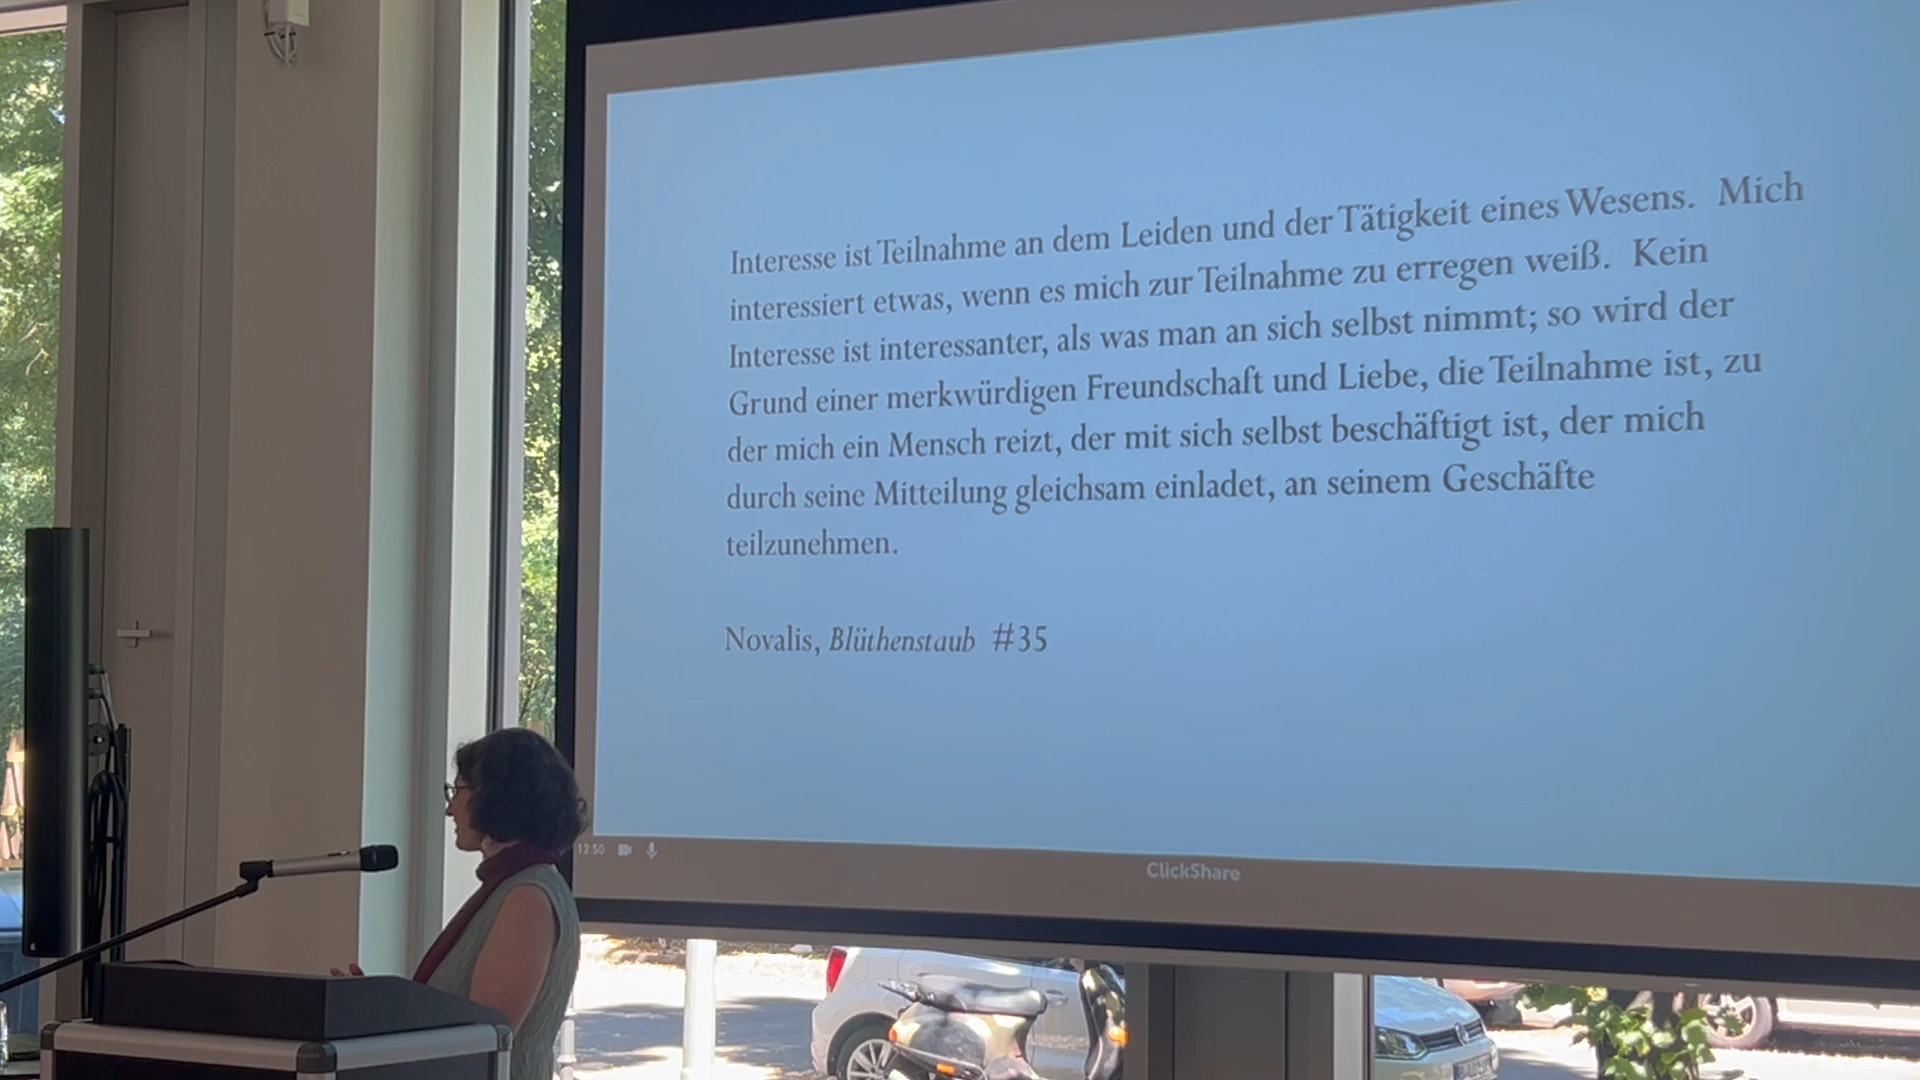 Interesse ist Teilnahme an dem Leiden und der Tätigkeit eines Wesens. Mich
interessiert etwas, wenn es mich zur Teilnahme zu erregen weiß. Kein
Interesse ist interessanter, als was man an sich selbst nimmt; so wird der
Grund einer merkwürdigen Freundschaft und Liebe, die Teilnahme ist, zu
der mich ein Mensch reizt, der mit sich selbst beschäftigt ist, der mich
durch seine Mitteilung gleichsam einladet, an seinem Geschäfte
teilzunehmen.
Novalis, Blüthenstaub #35
12:50
ClickShare